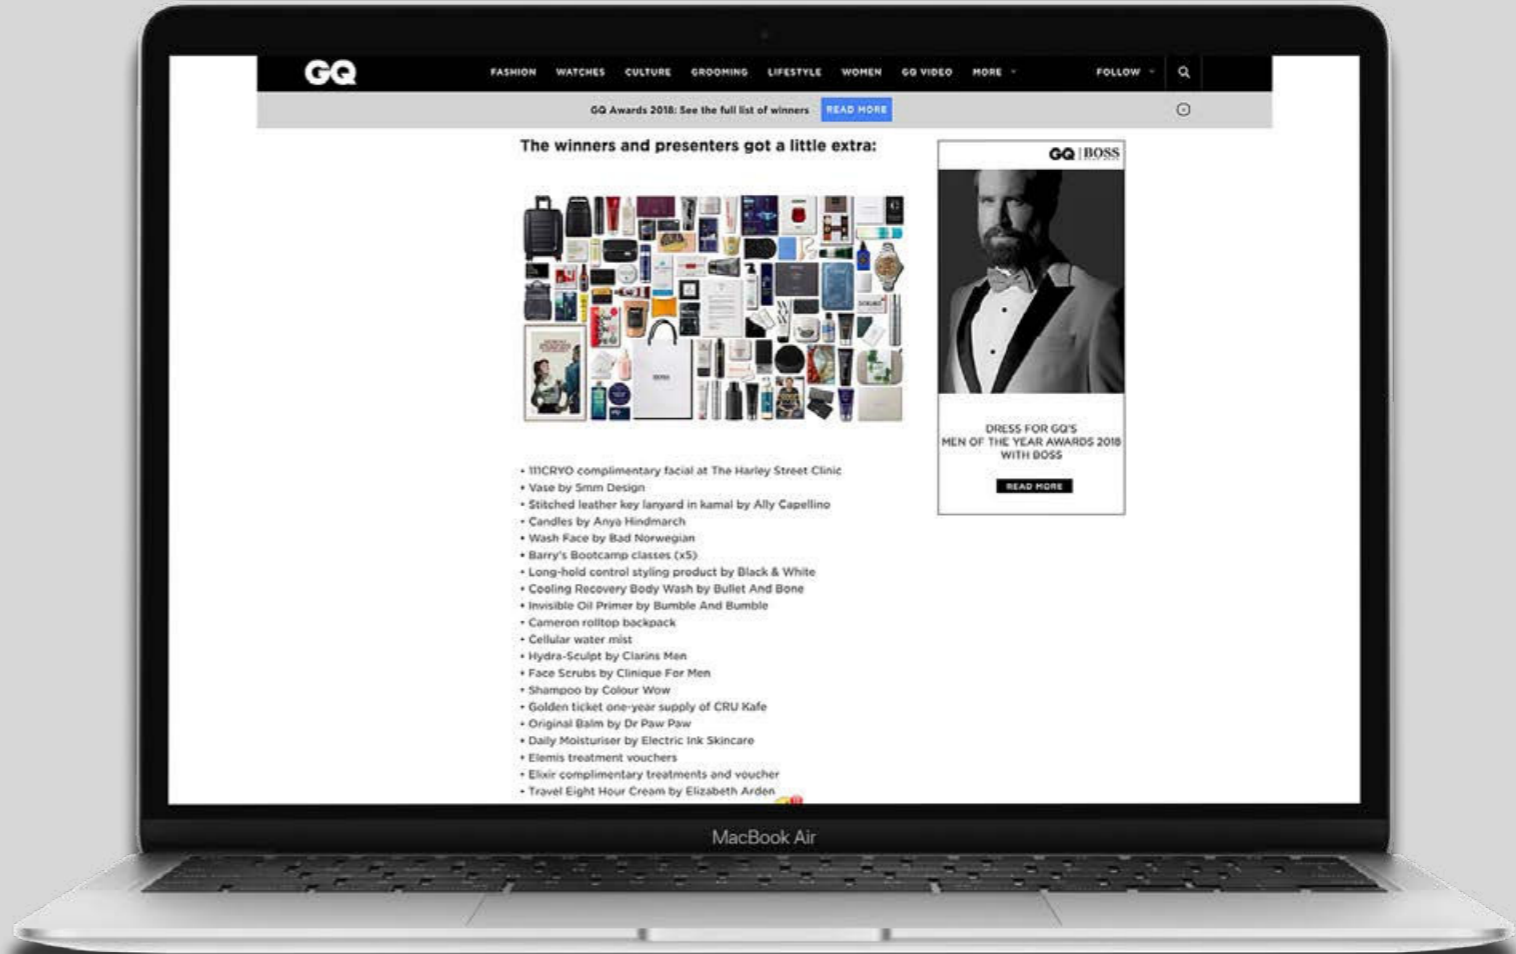 GQ
FASHION WATCHES CULTURE GROOMING LIFESTYLE WOMEN GQ VIDEO MORE FOLLOW
GQ Awards 2018: See the full list of winners READ MORE
The winners and presenters got a little extra:
• 111CRYO complimentary facial at The Harley Street Clinic
• Vase by 5mm Design
• Stitched leather key lanyard in kamal by Ally Capellino
• Candles by Anya Hindmarch
• Wash Face by Bad Norwegian
• Barry's Bootcamp classes (x5)
• Long-hold control styling product by Black & White
• Cooling Recovery Body Wash by Bullet And Bone
• Invisible Oil Primer by Bumble And Bumble
• Cameron rolltop backpack
• Cellular water mist
• Hydra-Sculpt by Clarins Men
• Face Scrubs by Clinique For Men
• Shampoo by Colour Wow
• Golden ticket one-year supply of CRU Kafe
• Original Balm by Dr Paw Paw
• Daily Moisturiser by Electric Ink Skincare
• Elemis treatment vouchers
• Elixir complimentary treatments and voucher
• Travel Eight Hour Cream by Elizabeth Arden
GQ | BOSS
DRESS FOR GQ'S
MEN OF THE YEAR AWARDS 2018
WITH BOSS
READ MORE
MacBook Air